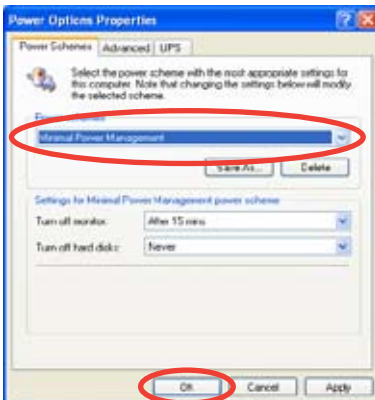 Power Options Properties
Power Schemes Advanced UPS
Select the power scheme with the most appropriate settings for
this computer. Note that changing the settings below will modify
the selected scheme.
Power schemes
Minimal Power Management
Save As... Delete
Settings for Minimal Power Management power scheme
Turn off monitor: After 15 mins
Turn off hard disks: Never
OK Cancel Apply